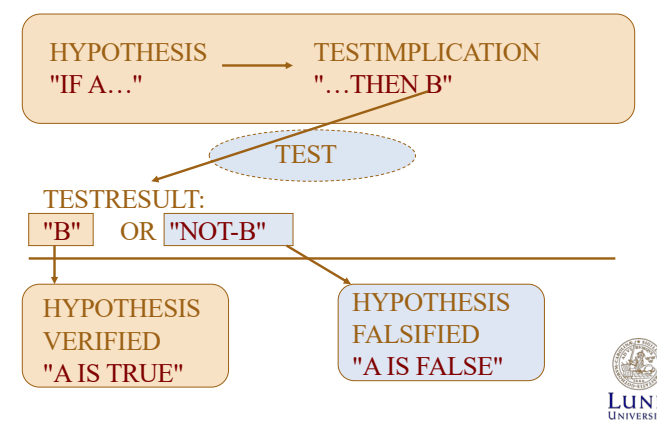 HYPOTHESIS TESTIMPLICATION
"IF A…" "…THEN B"
TEST
TESTRESULT:
"B" OR "NOT-B"
HYPOTHESIS
VERIFIED
"A IS TRUE"
HYPOTHESIS
FALSIFIED
"A IS FALSE"